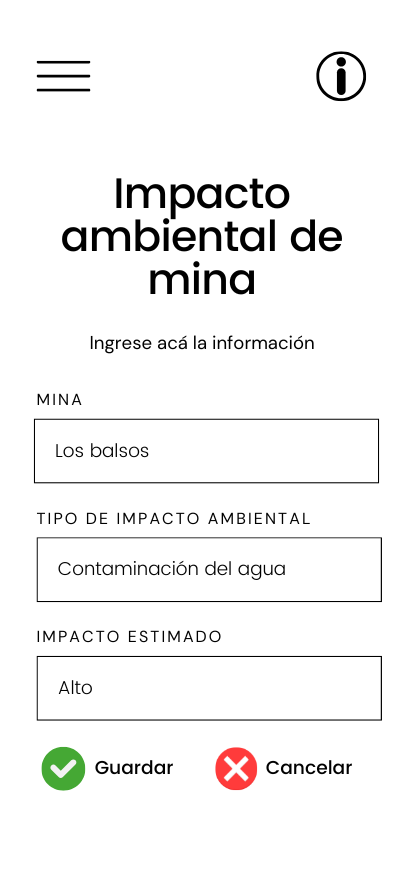 Impacto
ambiental de
mina
Ingrese acá la información
MINA
Los balsos
TIPO DE IMPACTO AMBIENTAL
Contaminación del agua
IMPACTO ESTIMADO
Alto
Guardar Cancelar